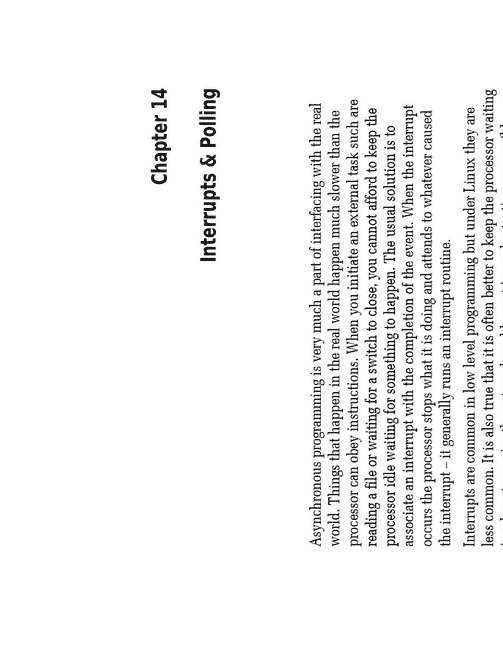 Chapter 14
Interrupts & Polling
Asynchronous programming is very much a part of interfacing with the real
world. Things that happen in the real world happen much slower than the
processor can obey instructions. When you initiate an external task such are
reading a file or waiting for a switch to close, you cannot afford to keep the
processor idle waiting for something to happen. The usual solution is to
associate an interrupt with the completion of the event. When the interrupt
occurs the processor stops what it is doing and attends to whatever caused
the interrupt – it generally runs an interrupt routine.
Interrupts are common in low level programming but under Linux they are
less common. It is also true that it is often better to keep the processor waiting